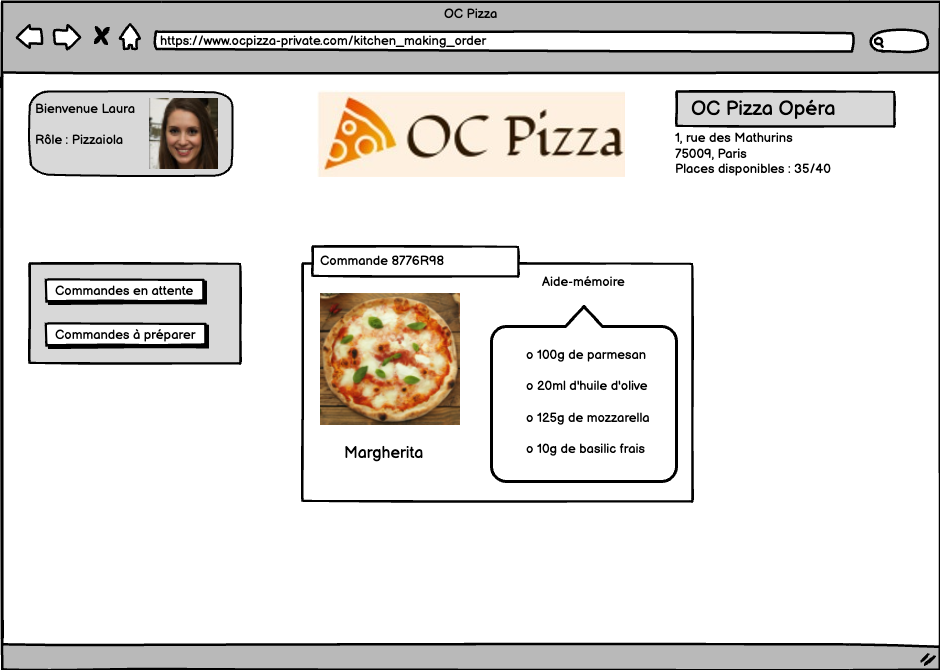 OC Pizza
https://www.ocpizza-private.com/kitchen_making_order
Bienvenue Laura
Rôle : Pizzaiola
OC Pizza
OC Pizza Opéra
1, rue des Mathurins
75009, Paris
Places disponibles : 35/40
Commandes en attente
Commandes à préparer
Commande 8776R98
Margherita
Aide-mémoire
o 100g de parmesan
o 20ml d'huile d'olive
o 125g de mozzarella
o 10g de basilic frais